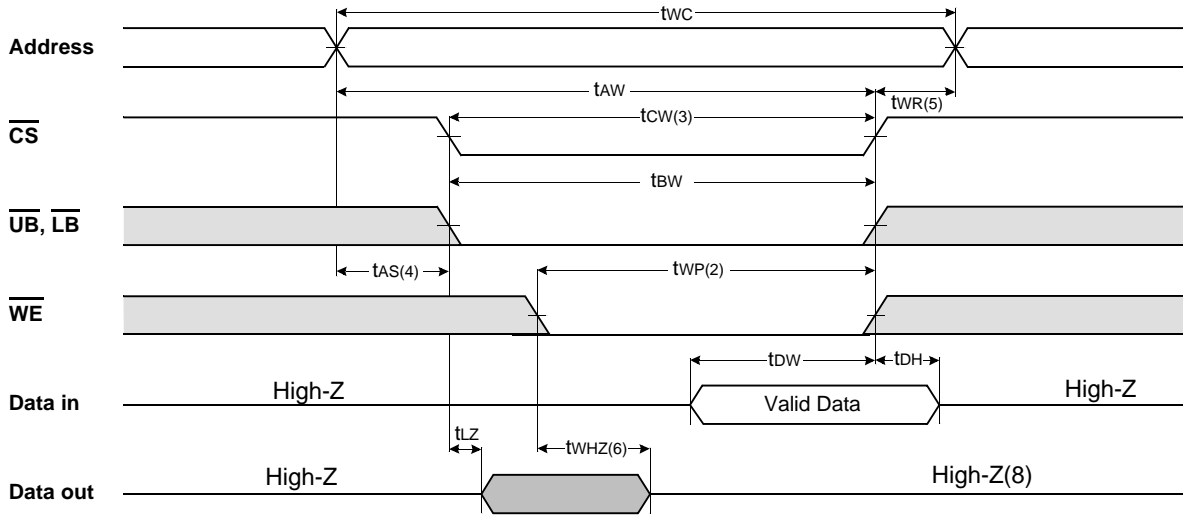 tWC
Address
tAW
tWR(5)
tCW(3)
CS
tBW
UB, LB
tAS(4)
tWP(2)
WE
tDW
tDH
High-Z
Valid Data
High-Z
Data in
tLZ
tWHZ(6)
High-Z
High-Z(8)
Data out